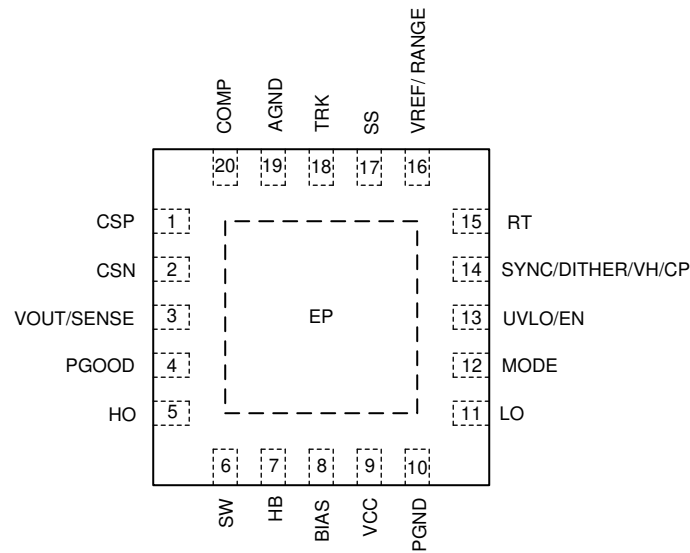 COMP
AGND
TRK
SS
VREF/ RANGE
20
19
18
17
16
CSP
1
CSN
2
VOUT/SENSE
3
PGOOD
4
HO
5
EP
15
RT
14
SYNC/DITHER/VH/CP
13
UVLO/EN
12
MODE
11
LO
6
7
8
9
10
SW
HB
BIAS
VCC
PGND